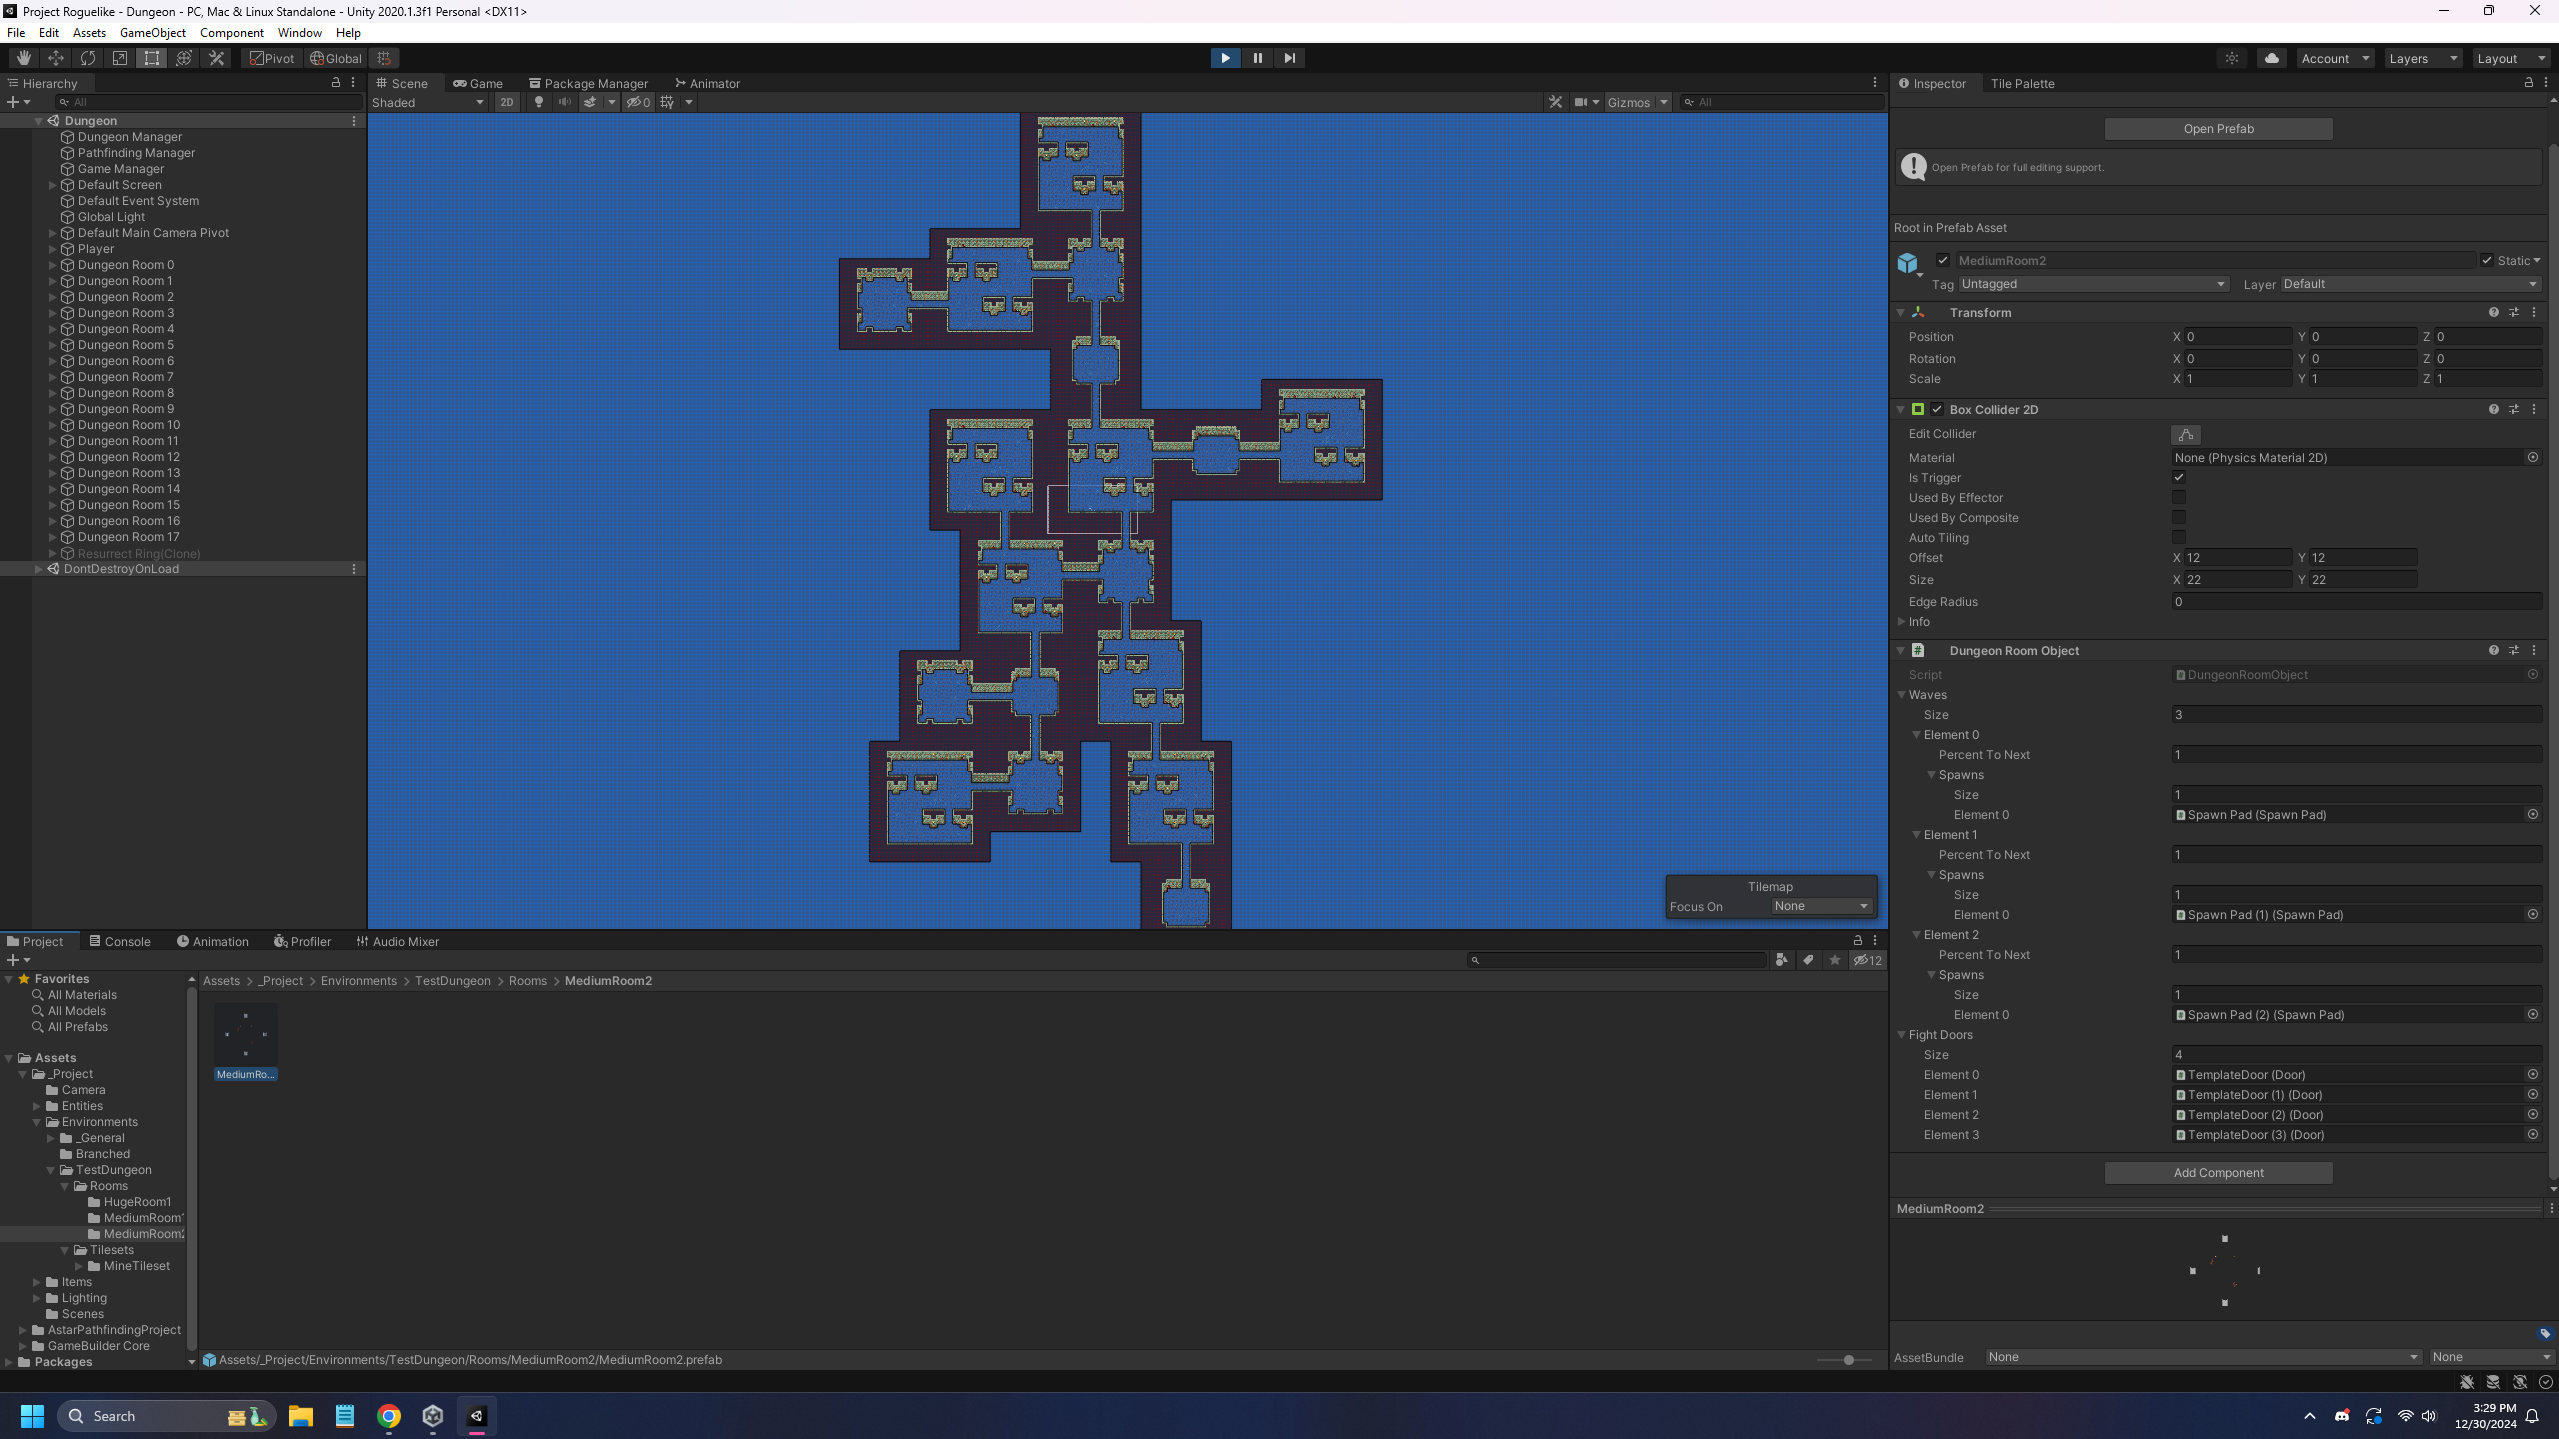 Project Roguelike - Dungeon - PC, Mac & Linux Standalone - Unity 2020.1.3f1 Personal <DX11>
File Edit Assets GameObject Component Window Help
Pivot Global Account Layers Layout
Hierarchy
All
Dungeon
Dungeon Manager
Pathfinding Manager
Game Manager
Default Screen
Default Event System
Global Light
Default Main Camera Pivot
Player
Dungeon Room 0
Dungeon Room 1
Dungeon Room 2
Dungeon Room 3
Dungeon Room 4
Dungeon Room 5
Dungeon Room 6
Dungeon Room 7
Dungeon Room 8
Dungeon Room 9
Dungeon Room 10
Dungeon Room 11
Dungeon Room 12
Dungeon Room 13
Dungeon Room 14
Dungeon Room 15
Dungeon Room 16
Dungeon Room 17
Resurrect Ring(Clone)
DontDestroyOnLoad
Scene Game Package Manager Animator
Shaded 2D 0 Gizmos All
Tilemap
Focus On None
Inspector Tile Palette
Open Prefab
Open Prefab for full editing support.
Root in Prefab Asset
MediumRoom2 Static
Tag Untagged Layer Default
Transform
Position X 0 Y 0 Z 0
Rotation X 0 Y 0 Z 0
Scale X 1 Y 1 Z 1
Box Collider 2D
Edit Collider
Material None (Physics Material 2D)
Is Trigger
Used By Effector
Used By Composite
Auto Tiling
Offset X 12 Y 12
Size X 22 Y 22
Edge Radius 0
Info
Dungeon Room Object
Script DungeonRoomObject
Waves
Size 3
Element 0
Percent To Next 1
Spawns
Size 1
Element 0 Spawn Pad (Spawn Pad)
Element 1
Percent To Next 1
Spawns
Size 1
Element 0 Spawn Pad (1) (Spawn Pad)
Element 2
Percent To Next 1
Spawns
Size 1
Element 0 Spawn Pad (2) (Spawn Pad)
Fight Doors
Size 4
Element 0 TemplateDoor (Door)
Element 1 TemplateDoor (1) (Door)
Element 2 TemplateDoor (2) (Door)
Element 3 TemplateDoor (3) (Door)
Add Component
MediumRoom2
AssetBundle None None
Project Console Animation Profiler Audio Mixer
12
Favorites
All Materials
All Models
All Prefabs
Assets
_Project
Camera
Entities
Environments
_General
Branched
TestDungeon
Rooms
HugeRoom1
MediumRoom1
MediumRoom2
Tilesets
MineTileset
Items
Lighting
Scenes
AstarPathfindingProject
GameBuilder Core
Packages
Assets > _Project > Environments > TestDungeon > Rooms > MediumRoom2
MediumRo...
Assets/_Project/Environments/TestDungeon/Rooms/MediumRoom2/MediumRoom2.prefab
Search
3:29 PM
12/30/2024